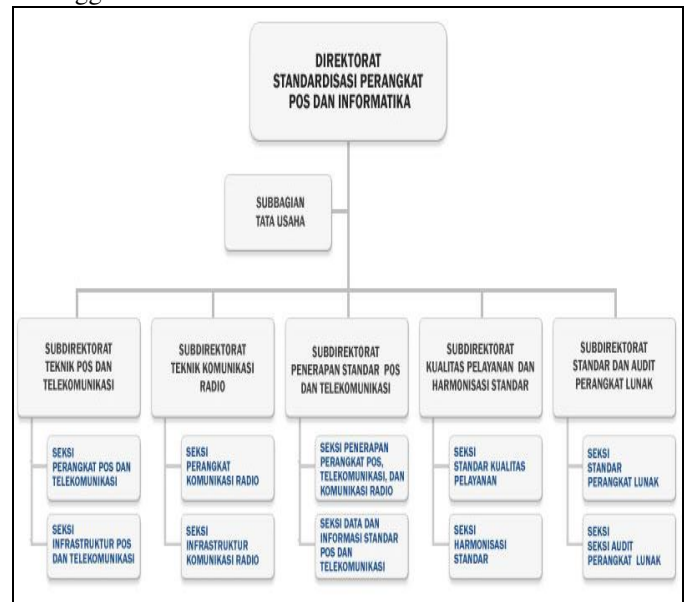 DIREKTORAT
STANDARDISASI PERANGKAT
POS DAN INFORMATIKA
SUBBAGIAN
TATA USAHA
SUBDIREKTORAT
TEKNIK POS DAN
TELEKOMUNIKASI
SUBDIREKTORAT
TEKNIK KOMUNIKASI
RADIO
SUBDIREKTORAT
PENERAPAN STANDAR POS
DAN TELEKOMUNIKASI
SUBDIREKTORAT
KUALITAS PELAYANAN DAN
HARMONISASI STANDAR
SUBDIREKTORAT
STANDAR DAN AUDIT
PERANGKAT LUNAK
SEKSI
PERANGKAT POS DAN
TELEKOMUNIKASI
SEKSI
PERANGKAT
KOMUNIKASI RADIO
SEKSI PENERAPAN
PERANGKAT POS,
TELEKOMUNIKASI, DAN
KOMUNIKASI RADIO
SEKSI
STANDAR KUALITAS
PELAYANAN
SEKSI
STANDAR
PERANGKAT LUNAK
SEKSI
INFRASTRUKTUR POS
DAN TELEKOMUNIKASI
SEKSI
INFRASTRUKTUR
KOMUNIKASI RADIO
SEKSI DATA DAN
INFORMASI STANDAR
POS DAN
TELEKOMUNIKASI
SEKSI
HARMONISASI
STANDAR
SEKSI
SEKSI AUDIT
PERANGKAT LUNAK